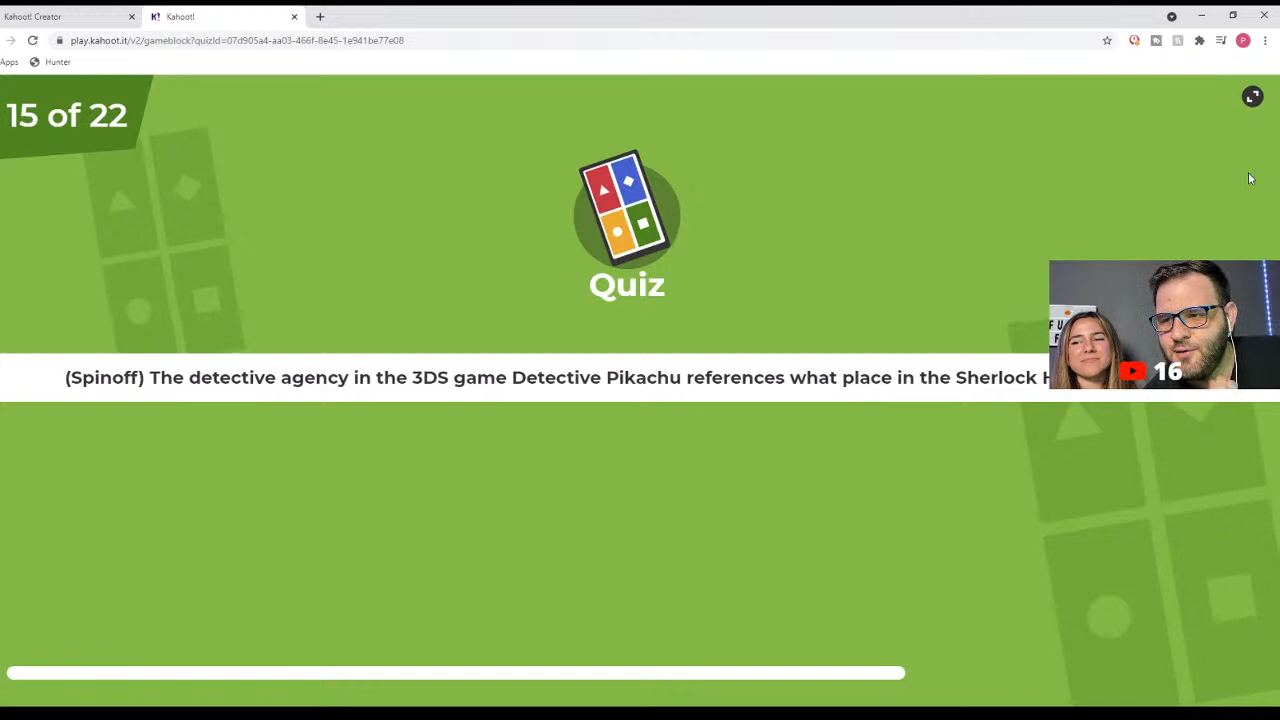 Kahoot! Creator
K! Kahoot!
play.kahoot.it/v2/gameblock?quizId=07d905a4-aa03-466f-8e45-1e941be77e08
P
Apps
Hunter
15 of 22
Quiz
(Spinoff) The detective agency in the 3DS game Detective Pikachu references what place in the Sherlock H
F U
F
16